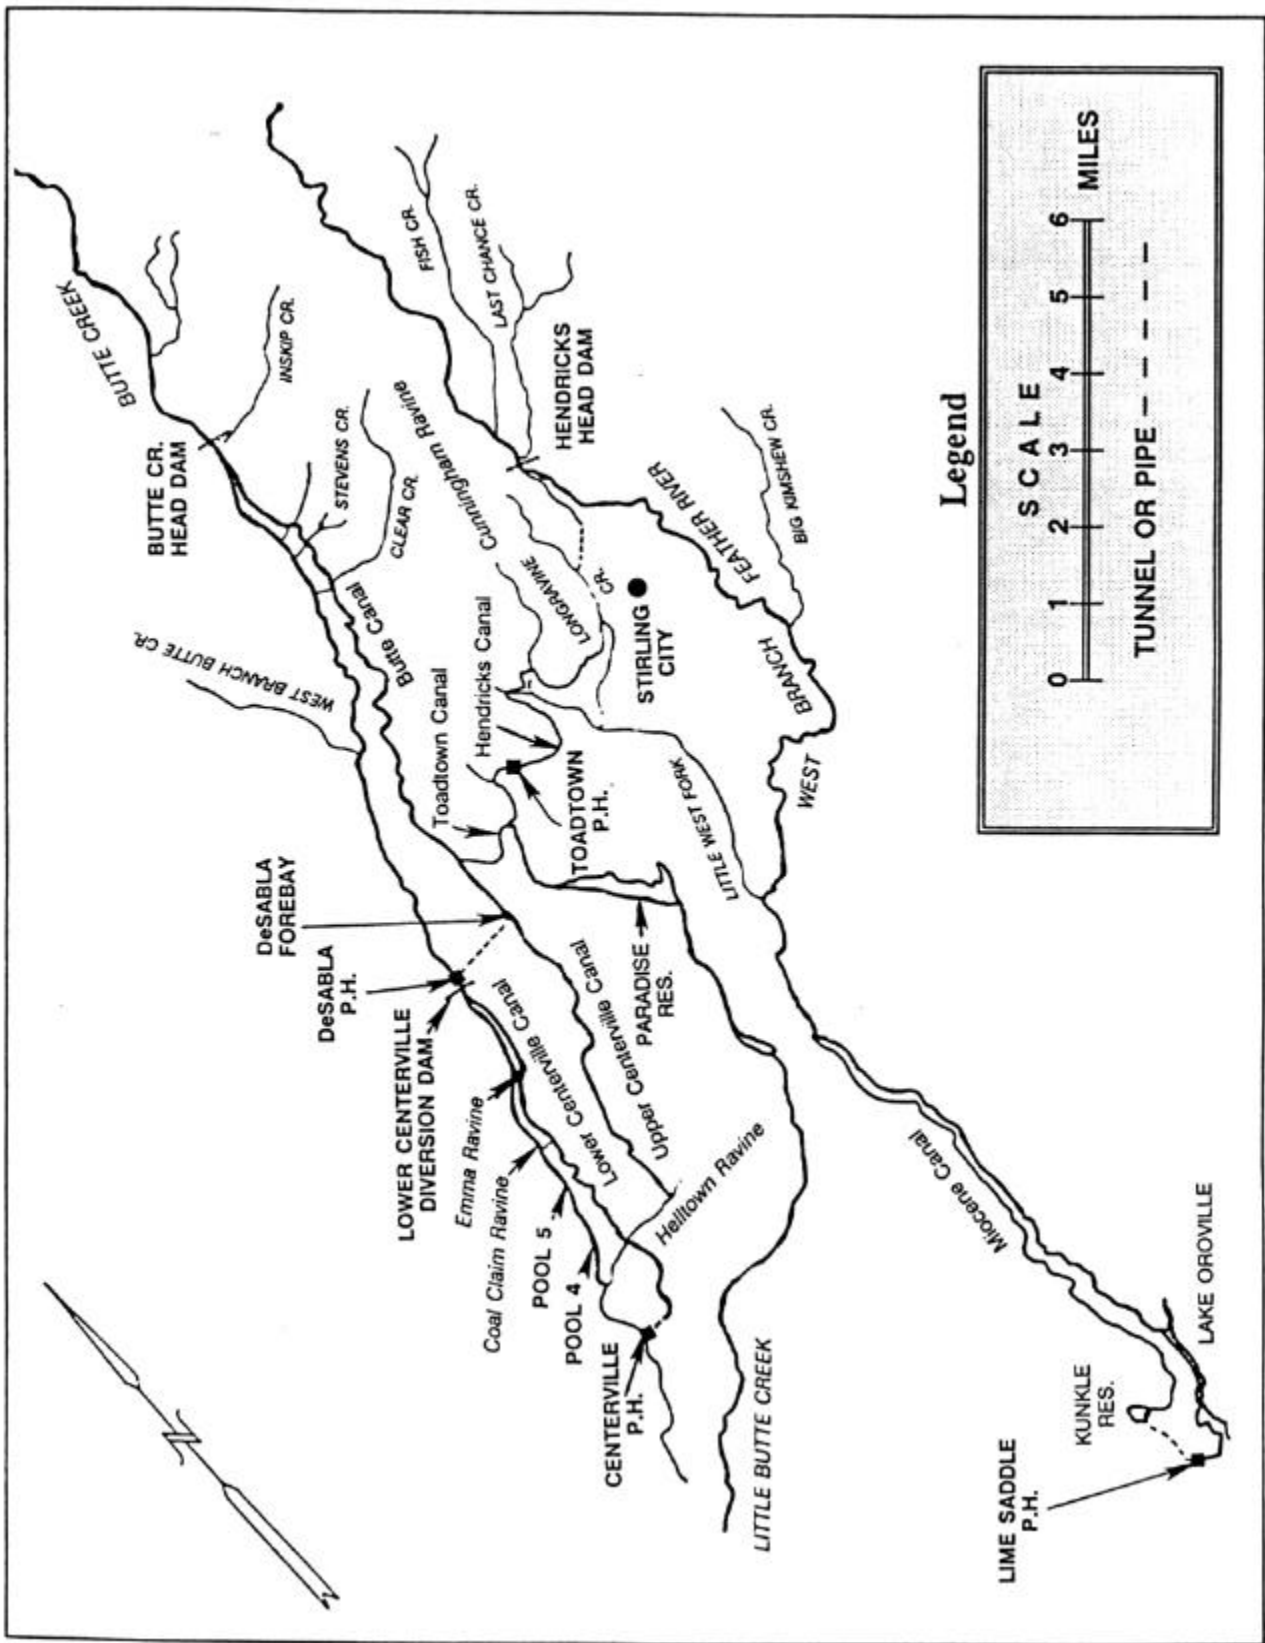 BUTTE CREEK
INSKIP CR.
BUTTE CR.
HEAD DAM
STEVENS CR.
CLEAR CR.
WEST BRANCH BUTTE CR.
Butte Canal
FISH CR.
LAST CHANCE CR.
HENDRICKS
HEAD DAM
Cunningham Ravine
LONGRAVINE
CR.
STIRLING
CITY
Hendricks Canal
Toadtown Canal
TOADTOWN
P.H.
WEST
BRANCH
FEATHER RIVER
BIG KIMSHEW CR.
LITTLE WEST FORK
DeSABLA
FOREBAY
DeSABLA
P.H.
LOWER CENTERVILLE
DIVERSION DAM
PARADISE
RES.
Lower Centerville Canal
Upper Centerville Canal
Emma Ravine
Coal Claim Ravine
POOL 5
POOL 4
Helltown Ravine
CENTERVILLE
P.H.
LITTLE BUTTE CREEK
Miocene Canal
LAKE OROVILLE
KUNKLE
RES.
LIME SADDLE
P.H.
N
Legend
SCALE
0 1 2 3 4 5 6 MILES
TUNNEL OR PIPE